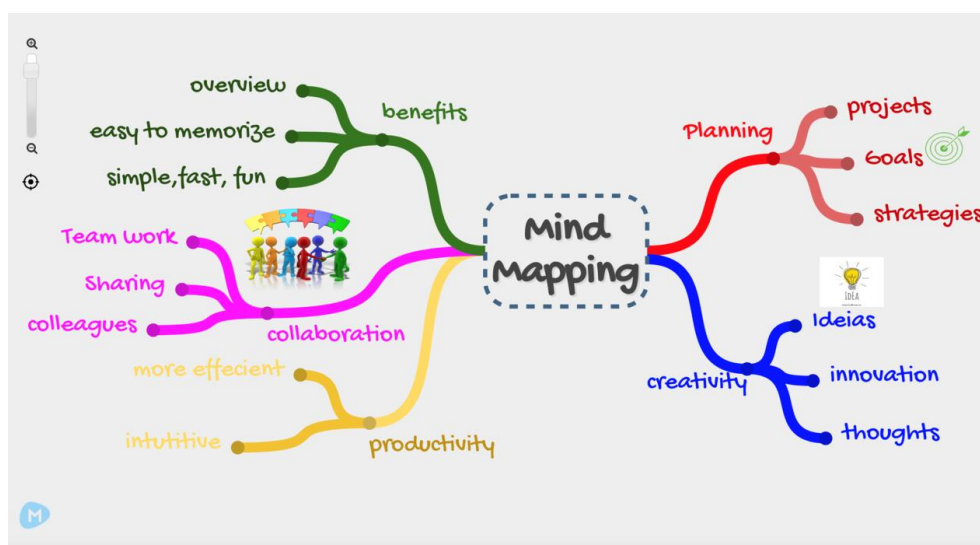 Mind
Mapping
benefits
overview
easy to memorize
simple,fast, fun
collaboration
Team work
Sharing
colleagues
productivity
more effecient
intutitive
Planning
projects
Goals
strategies
creativity
Ideias
innovation
thoughts
iDEA
M